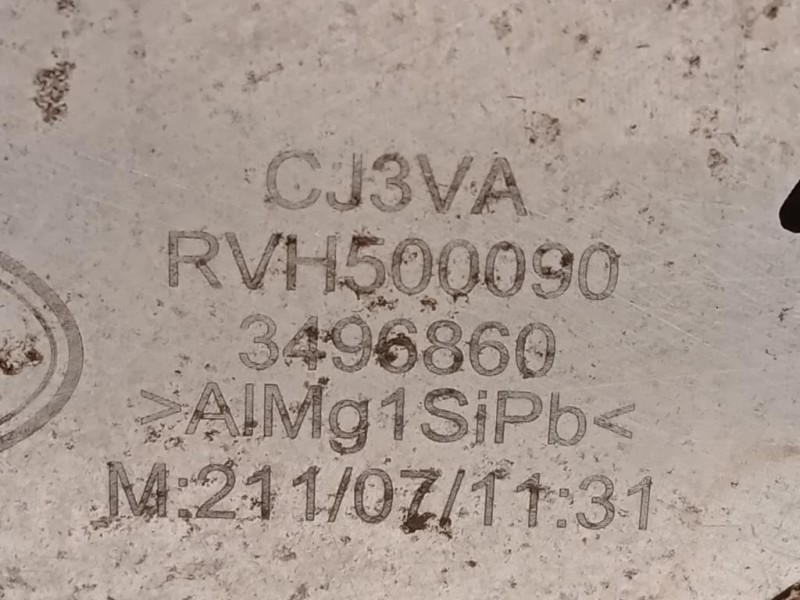 CJ3VA
RVH500090
3496860
>AlMg1SiPb<
M:211/07/11:31